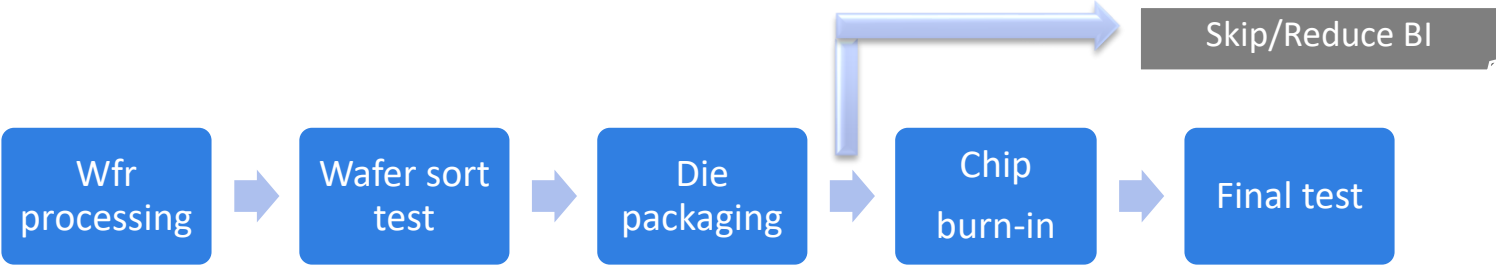 Skip/Reduce BI
Wfr
processing
Wafer sort
test
Die
packaging
Chip
burn-in
Final test